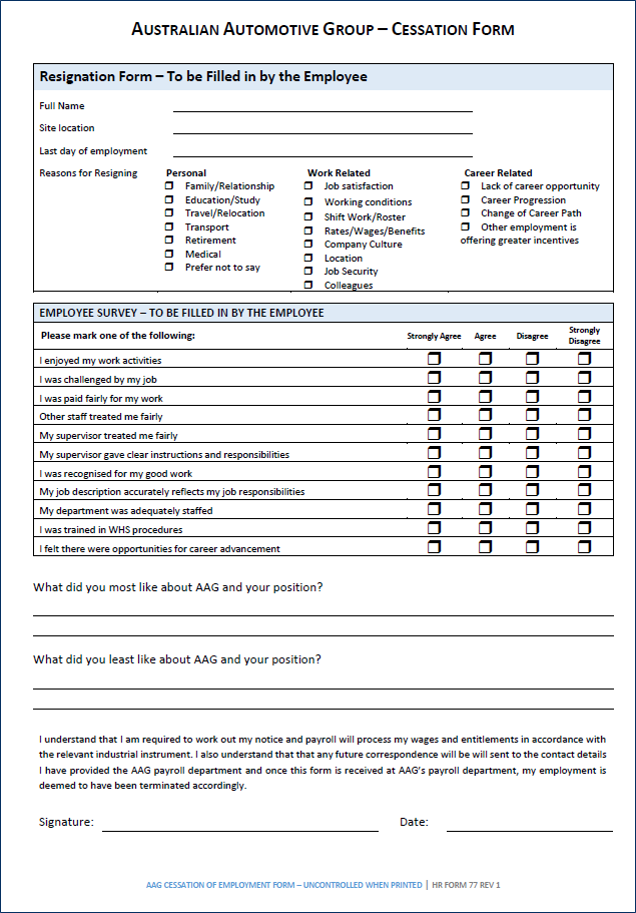 AUSTRALIAN AUTOMOTIVE GROUP – CESSATION FORM
Resignation Form – To be Filled in by the Employee
Full Name
Site location
Last day of employment
Reasons for Resigning
Personal
Family/Relationship
Education/Study
Travel/Relocation
Transport
Retirement
Medical
Prefer not to say
Work Related
Job satisfaction
Working conditions
Shift Work/Roster
Rates/Wages/Benefits
Company Culture
Location
Job Security
Colleagues
Career Related
Lack of career opportunity
Career Progression
Change of Career Path
Other employment is
offering greater incentives
EMPLOYEE SURVEY – TO BE FILLED IN BY THE EMPLOYEE
Please mark one of the following: Strongly Agree Agree Disagree Strongly Disagree
I enjoyed my work activities
I was challenged by my job
I was paid fairly for my work
Other staff treated me fairly
My supervisor treated me fairly
My supervisor gave clear instructions and responsibilities
I was recognised for my good work
My job description accurately reflects my job responsibilities
My department was adequately staffed
I was trained in WHS procedures
I felt there were opportunities for career advancement
What did you most like about AAG and your position?
What did you least like about AAG and your position?
I understand that I am required to work out my notice and payroll will process my wages and entitlements in accordance with
the relevant industrial instrument. I also understand that that any future correspondence will be will sent to the contact details
I have provided the AAG payroll department and once this form is received at AAG's payroll department, my employment is
deemed to have been terminated accordingly.
Signature: Date:
AAG CESSATION OF EMPLOYMENT FORM – UNCONTROLLED WHEN PRINTED | HR FORM 77 REV 1